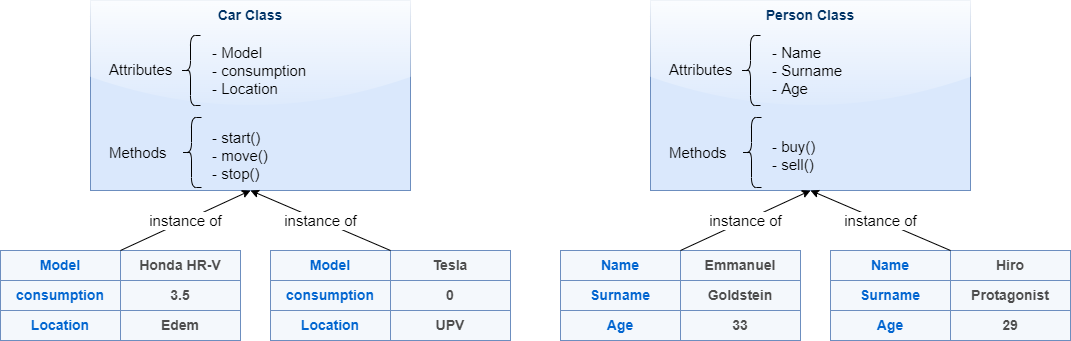 Car Class
Attributes
- Model
- consumption
- Location
Methods
- start()
- move()
- stop()
instance of
instance of
Model Honda HR-V
consumption 3.5
Location Edem
Model Tesla
consumption 0
Location UPV
Person Class
Attributes
- Name
- Surname
- Age
Methods
- buy()
- sell()
instance of
instance of
Name Emmanuel
Surname Goldstein
Age 33
Name Hiro
Surname Protagonist
Age 29